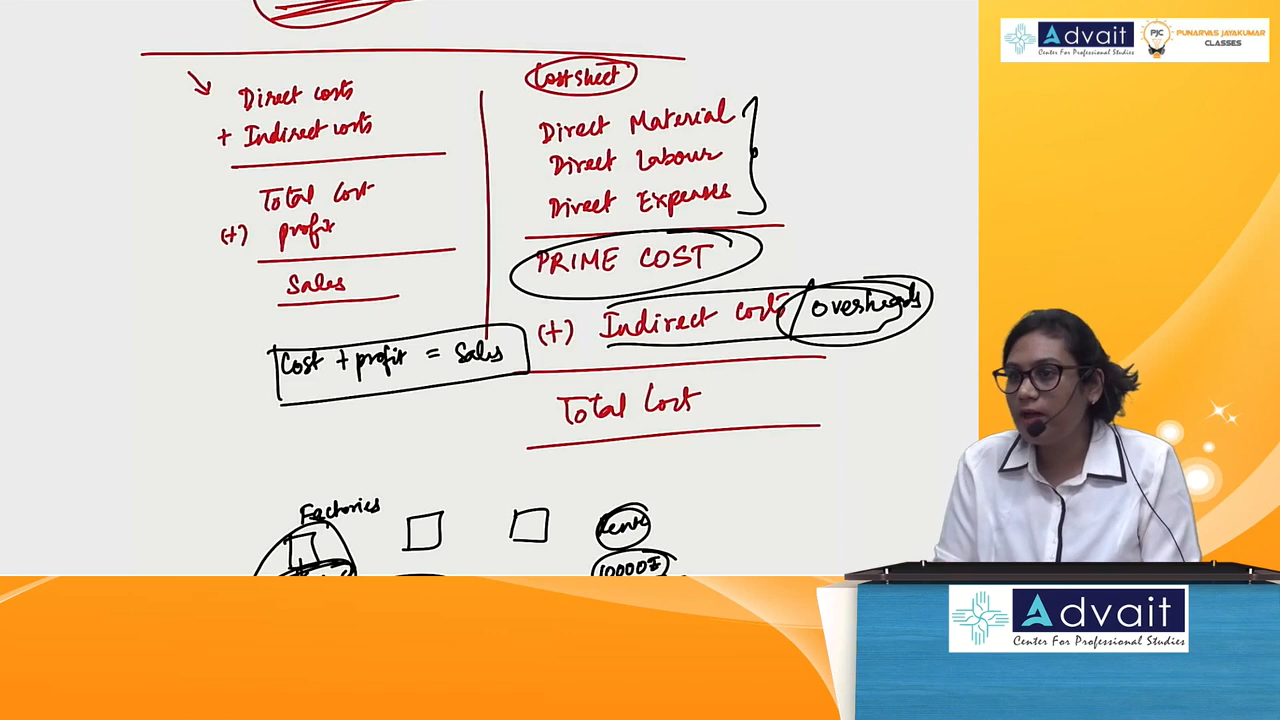 Direct costs
+ Indirect costs
Total cost
(+) profit
Sales
Cost + profit = Sales
Cost sheet
Direct Material
Direct Labour
Direct Expenses
PRIME COST
(+) Indirect costs / overheads
Total Cost
Factories
10000₹
Advait
Center For Professional Studies
PJC
PUNARVAS JAYAKUMAR
CLASSES
Advait
Center For Professional Studies